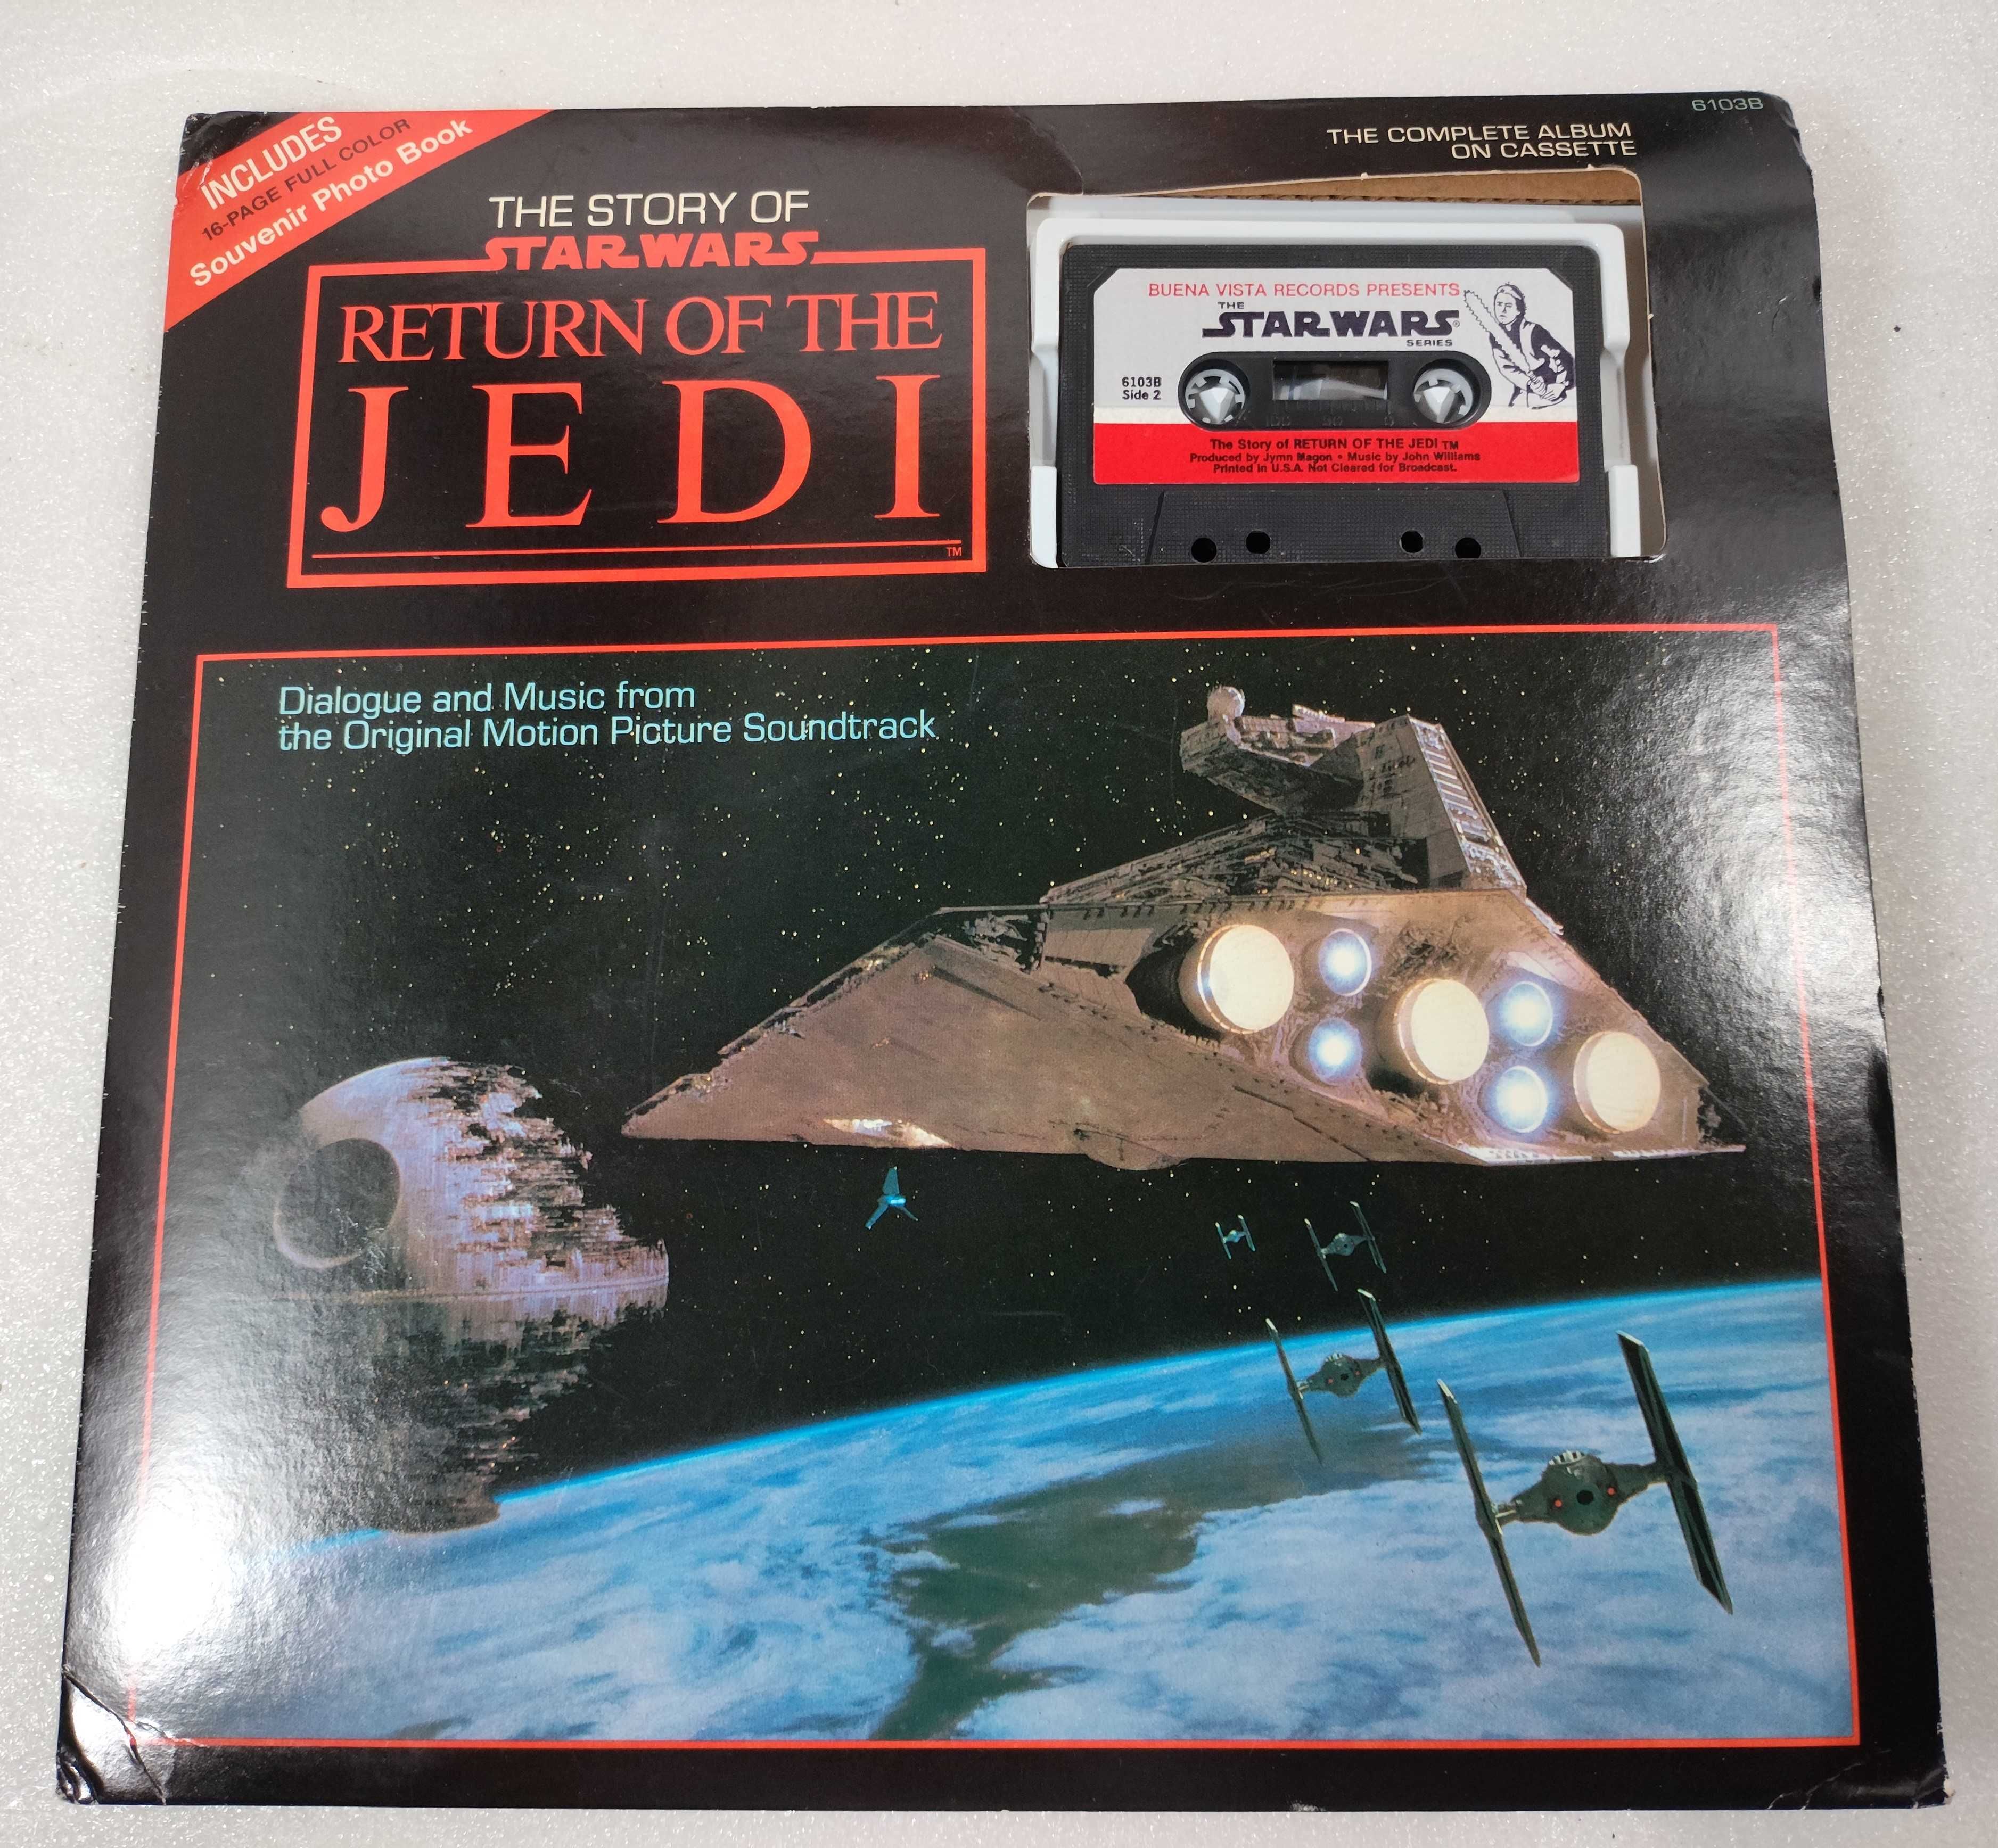 INCLUDES
16-PAGE FULL COLOR
Souvenir Photo Book
6103B
THE COMPLETE ALBUM
ON CASSETTE
THE STORY OF
STAR WARS
RETURN OF THE
JEDI
TM
BUENA VISTA RECORDS PRESENTS
THE
STAR WARS®
SERIES
6103B
Side 2
The Story of RETURN OF THE JEDI TM
Produced by Jymn Magon • Music by John Williams
Printed in U.S.A. Not Cleared for Broadcast.
Dialogue and Music from
the Original Motion Picture Soundtrack